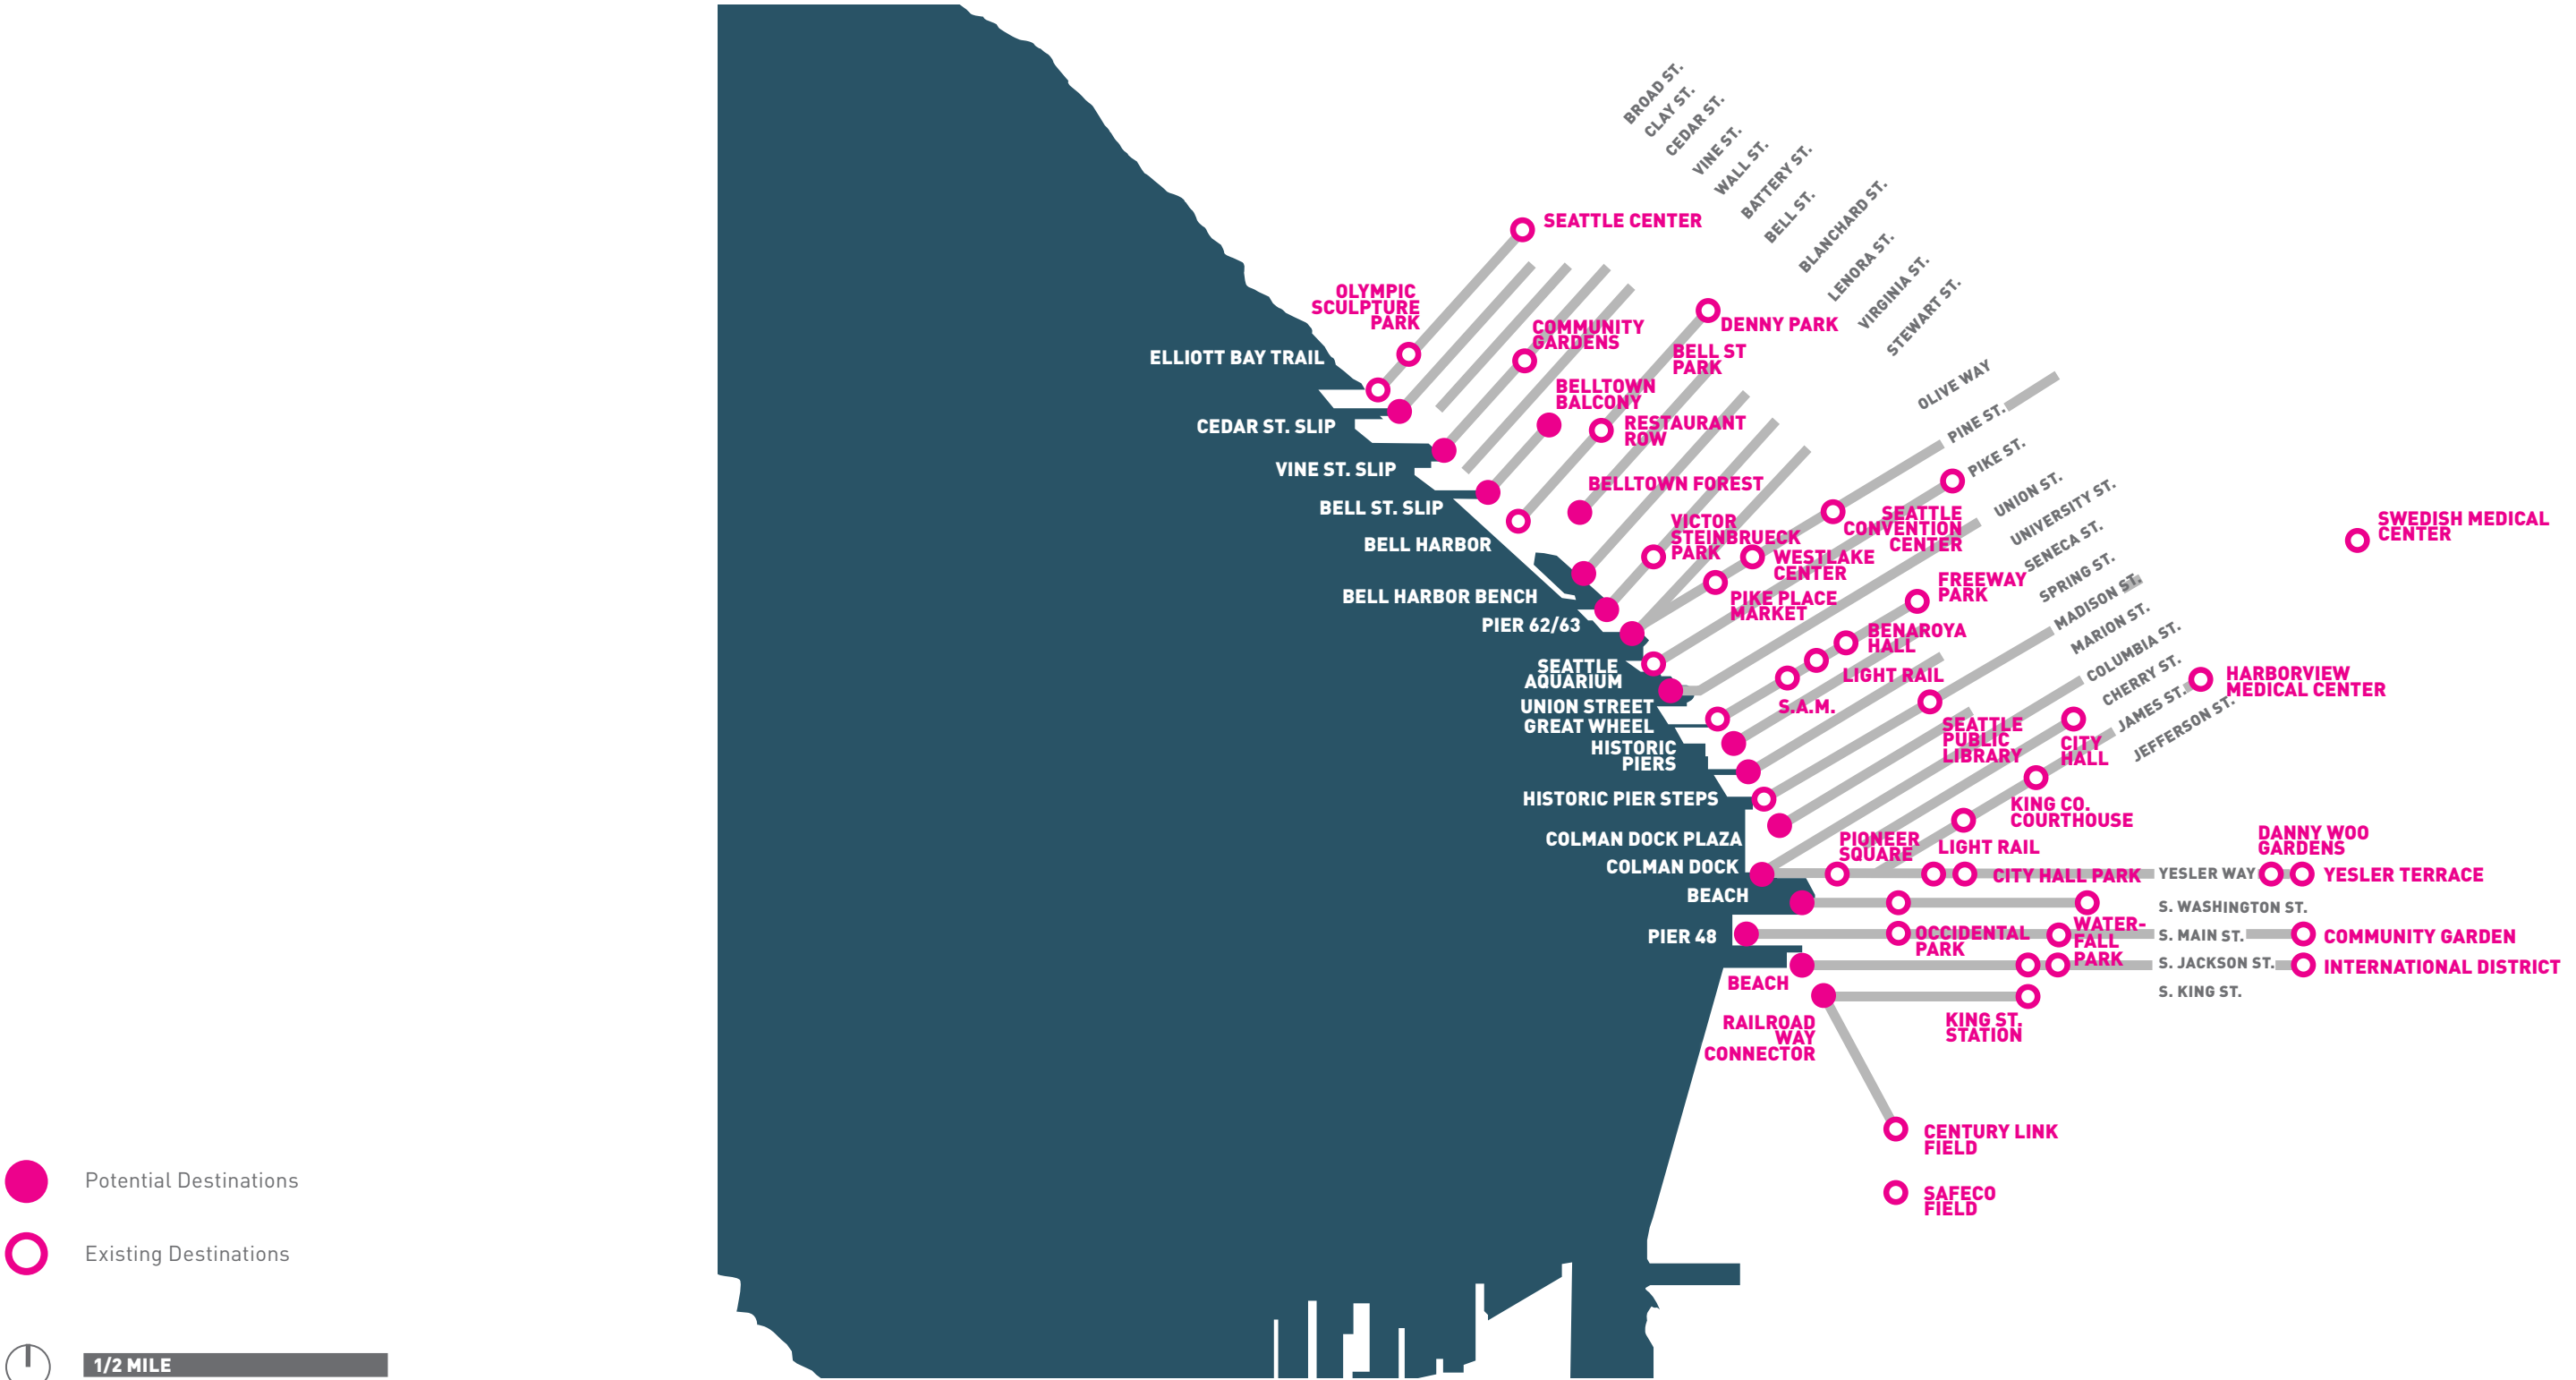 BROAD ST.
CLAY ST.
CEDAR ST.
VINE ST.
WALL ST.
BATTERY ST.
BELL ST.
BLANCHARD ST.
LENORA ST.
VIRGINIA ST.
STEWART ST.
OLIVE WAY
PINE ST.
PIKE ST.
UNION ST.
UNIVERSITY ST.
SENECA ST.
SPRING ST.
MADISON ST.
MARION ST.
COLUMBIA ST.
CHERRY ST.
JAMES ST.
JEFFERSON ST.
YESLER WAY
S. WASHINGTON ST.
S. MAIN ST.
S. JACKSON ST.
S. KING ST.
SEATTLE CENTER
OLYMPIC
SCULPTURE
PARK
COMMUNITY
GARDENS
DENNY PARK
BELL ST
PARK
BELLTOWN
BALCONY
RESTAURANT
ROW
BELLTOWN FOREST
VICTOR
STEINBRUECK
PARK
WESTLAKE
CENTER
PIKE PLACE
MARKET
SEATTLE
CONVENTION
CENTER
SWEDISH MEDICAL
CENTER
FREEWAY
PARK
BENAROYA
HALL
LIGHT RAIL
S.A.M.
SEATTLE
PUBLIC
LIBRARY
CITY
HALL
HARBORVIEW
MEDICAL CENTER
KING CO.
COURTHOUSE
PIONEER
SQUARE
LIGHT RAIL
CITY HALL PARK
DANNY WOO
GARDENS
YESLER TERRACE
OCCIDENTAL
PARK
WATER-
FALL
PARK
COMMUNITY GARDEN
INTERNATIONAL DISTRICT
BEACH
RAILROAD
WAY
CONNECTOR
KING ST.
STATION
CENTURY LINK
FIELD
SAFECO
FIELD
ELLIOTT BAY TRAIL
CEDAR ST. SLIP
VINE ST. SLIP
BELL ST. SLIP
BELL HARBOR
BELL HARBOR BENCH
PIER 62/63
SEATTLE
AQUARIUM
UNION STREET
GREAT WHEEL
HISTORIC
PIERS
HISTORIC PIER STEPS
COLMAN DOCK PLAZA
COLMAN DOCK
BEACH
PIER 48
Potential Destinations
Existing Destinations
1/2 MILE